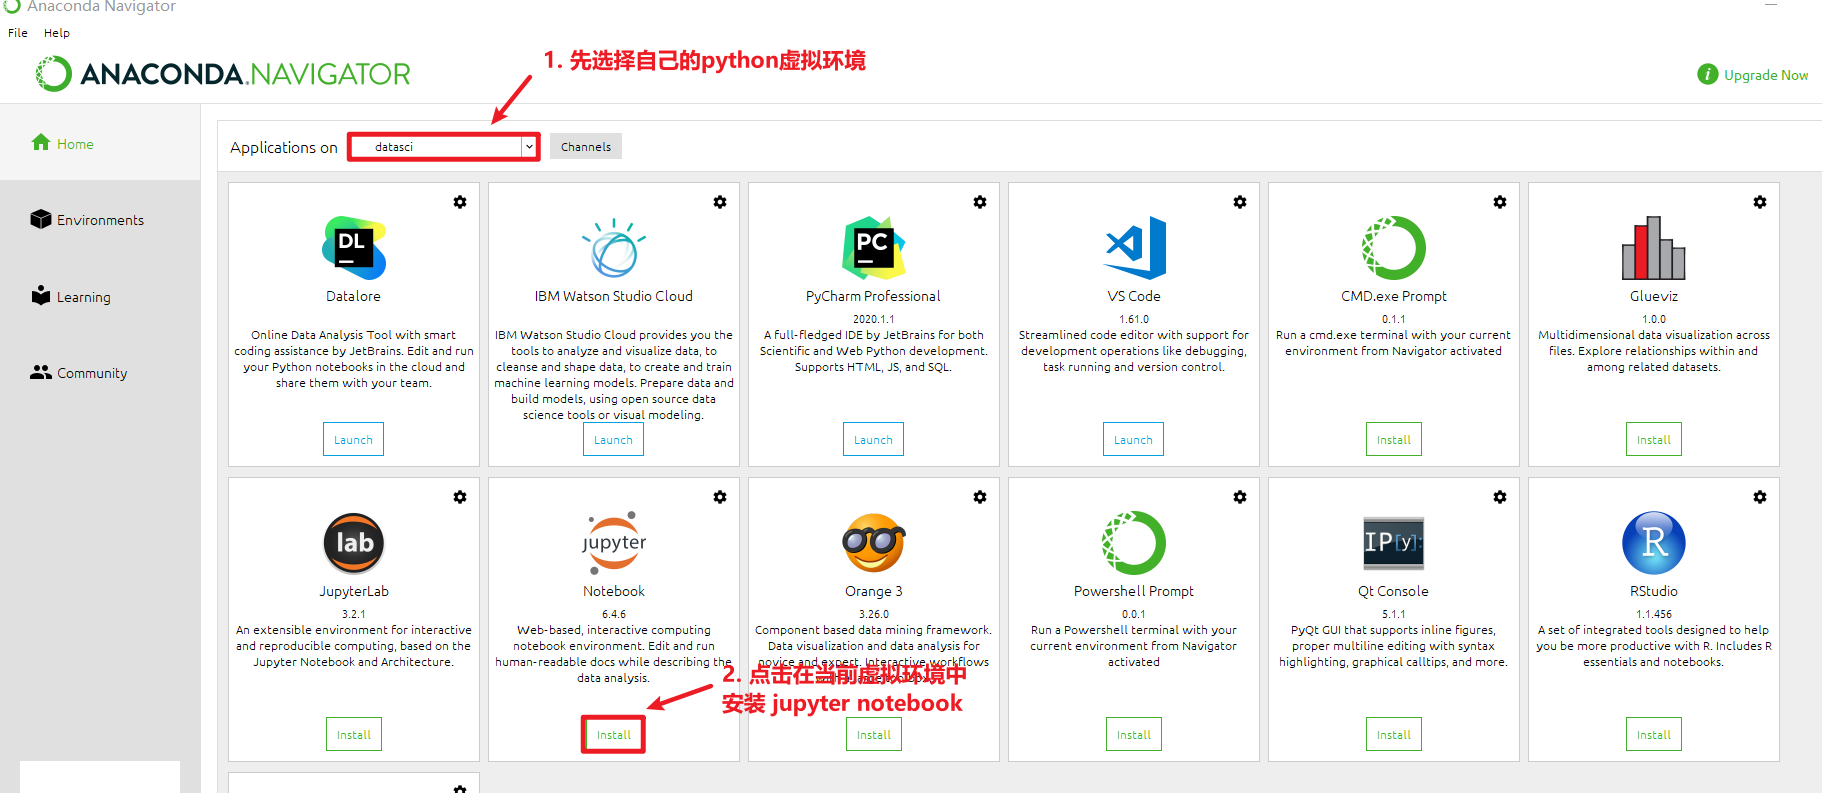 Anaconda Navigator
File Help
ANACONDA.NAVIGATOR
1. 先选择自己的python虚拟环境
i Upgrade Now
Home
Environments
Learning
Community
Applications on datasci Channels
DL
Datalore
Online Data Analysis Tool with smart
coding assistance by JetBrains. Edit and run
your Python notebooks in the cloud and
share them with your team.
Launch
IBM Watson Studio Cloud
IBM Watson Studio Cloud provides you the
tools to analyze and visualize data, to
cleanse and shape data, to create and train
machine learning models. Prepare data and
build models, using open source data
science tools or visual modeling.
Launch
PC
PyCharm Professional
2020.1.1
A full-fledged IDE by JetBrains for both
Scientific and Web Python development.
Supports HTML, JS, and SQL.
Launch
VS Code
1.61.0
Streamlined code editor with support for
development operations like debugging,
task running and version control.
Launch
CMD.exe Prompt
0.1.1
Run a cmd.exe terminal with your current
environment from Navigator activated
Install
Glueviz
1.0.0
Multidimensional data visualization across
files. Explore relationships within and
among related datasets.
Install
lab
JupyterLab
3.2.1
An extensible environment for interactive
and reproducible computing, based on the
Jupyter Notebook and Architecture.
Install
jupyter
Notebook
6.4.6
Web-based, interactive computing
notebook environment. Edit and run
human-readable docs while describing the
data analysis.
Install
2. 点击在当前虚拟环境中
安装 jupyter notebook
Orange 3
3.26.0
Component based data mining framework.
Data visualization and data analysis for
novice and expert. Interactive workflows
Install
Powershell Prompt
0.0.1
Run a Powershell terminal with your
current environment from Navigator
activated
Install
IP[y]:
Qt Console
5.1.1
PyQt GUI that supports inline figures,
proper multiline editing with syntax
highlighting, graphical calltips, and more.
Install
R
RStudio
1.1.456
A set of integrated tools designed to help
you be more productive with R. Includes R
essentials and notebooks.
Install